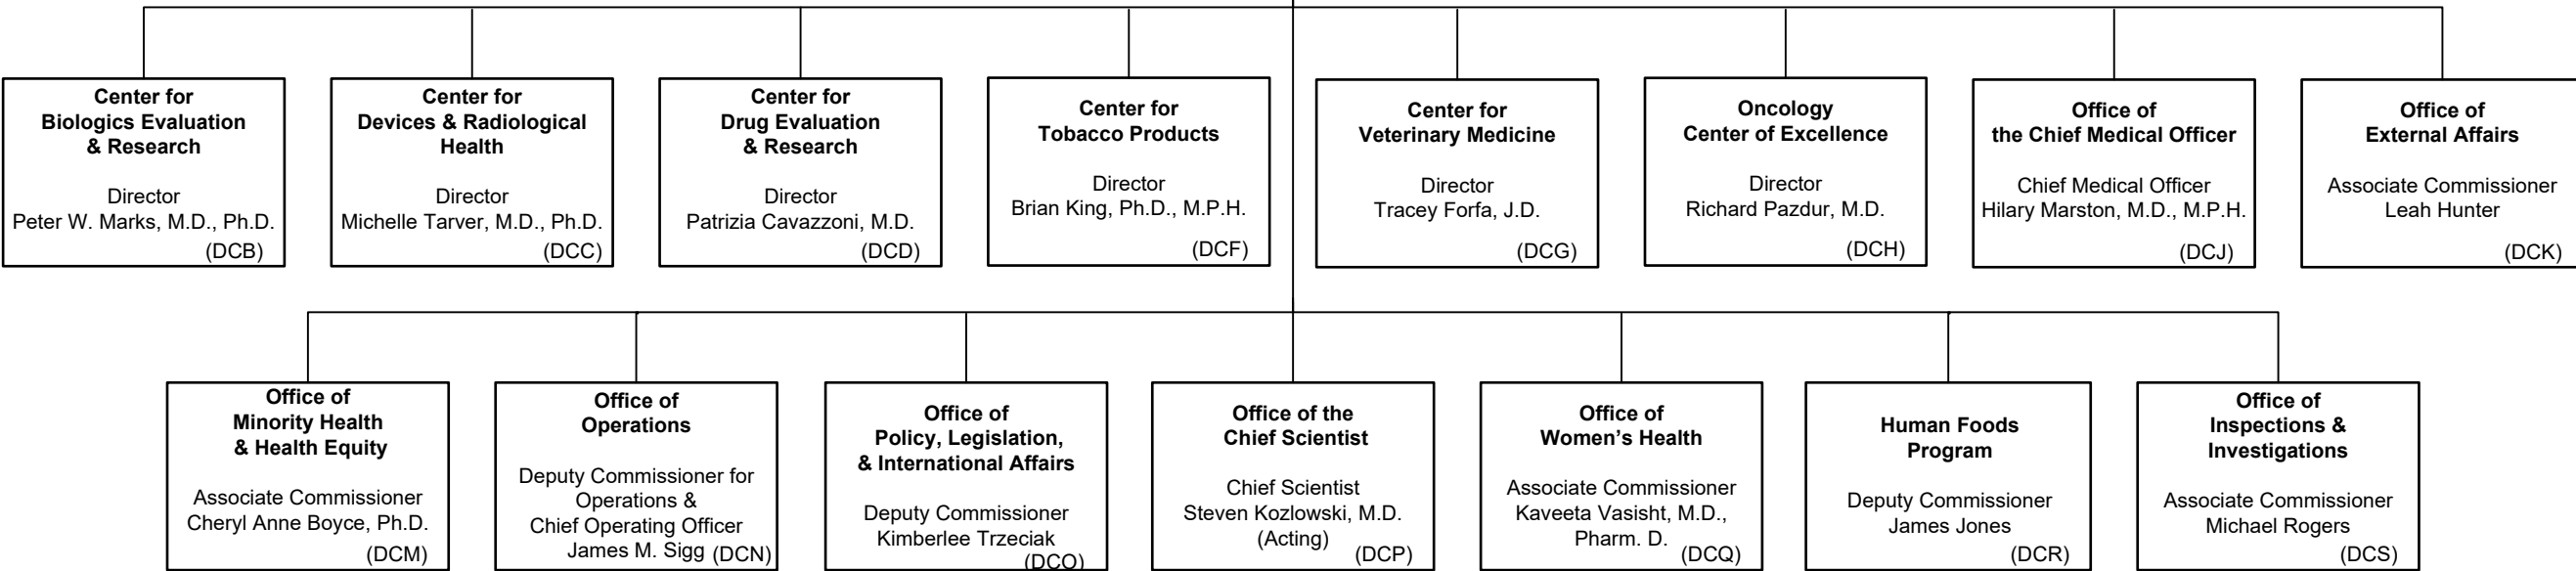 Center for
Biologics Evaluation
& Research
Director
Peter W. Marks, M.D., Ph.D.
(DCB)
Center for
Devices & Radiological
Health
Director
Michelle Tarver, M.D., Ph.D.
(DCC)
Center for
Drug Evaluation
& Research
Director
Patrizia Cavazzoni, M.D.
(DCD)
Center for
Tobacco Products
Director
Brian King, Ph.D., M.P.H.
(DCF)
Center for
Veterinary Medicine
Director
Tracey Forfa, J.D.
(DCG)
Oncology
Center of Excellence
Director
Richard Pazdur, M.D.
(DCH)
Office of
the Chief Medical Officer
Chief Medical Officer
Hilary Marston, M.D., M.P.H.
(DCJ)
Office of
External Affairs
Associate Commissioner
Leah Hunter
(DCK)
Office of
Minority Health
& Health Equity
Associate Commissioner
Cheryl Anne Boyce, Ph.D.
(DCM)
Office of
Operations
Deputy Commissioner for
Operations &
Chief Operating Officer
James M. Sigg (DCN)
Office of
Policy, Legislation,
& International Affairs
Deputy Commissioner
Kimberlee Trzeciak
(DCO)
Office of the
Chief Scientist
Chief Scientist
Steven Kozlowski, M.D.
(Acting) (DCP)
Office of
Women’s Health
Associate Commissioner
Kaveeta Vasisht, M.D.,
Pharm. D. (DCQ)
Human Foods
Program
Deputy Commissioner
James Jones
(DCR)
Office of
Inspections &
Investigations
Associate Commissioner
Michael Rogers
(DCS)